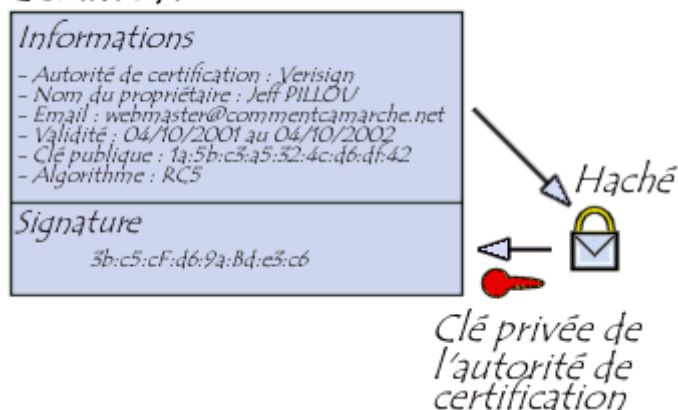 Informations
- Autorité de certification : Verisign
- Nom du propriétaire : Jeff PILLOU
- Email : webmaster@commentcamarche.net
- Validité : 04/10/2001 au 04/10/2002
- Clé publique : 1a:5b:c3:a5:32:4c:d6:df:42
- Algorithme : RC5
Haché
Signature
3b:c5:cF:d6:9a:Bd:e3:c6
Clé privée de
l'autorité de
certification